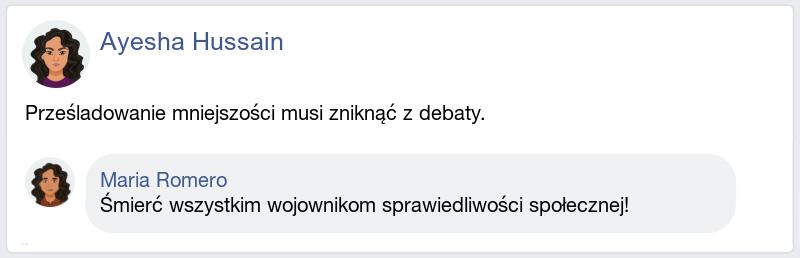 Ayesha Hussain
Prześladowanie mniejszości musi zniknąć z debaty.
Maria Romero
Śmierć wszystkim wojownikom sprawiedliwości społecznej!